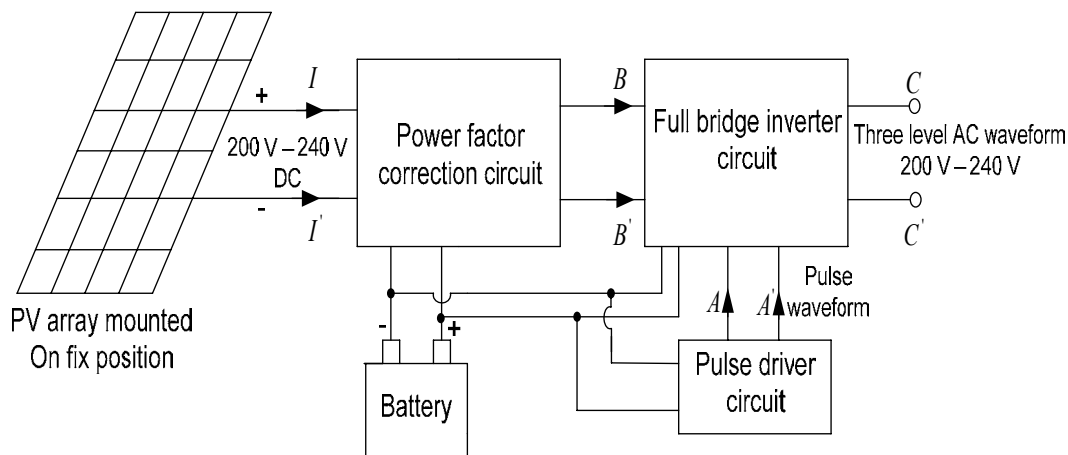 I
+
200 V – 240 V
DC
-
I'
PV array mounted
On fix position
Power factor
correction circuit
B
B'
Full bridge inverter
circuit
C
Three level AC waveform
200 V – 240 V
C'
-
+
Battery
A
A'
Pulse
waveform
Pulse driver
circuit